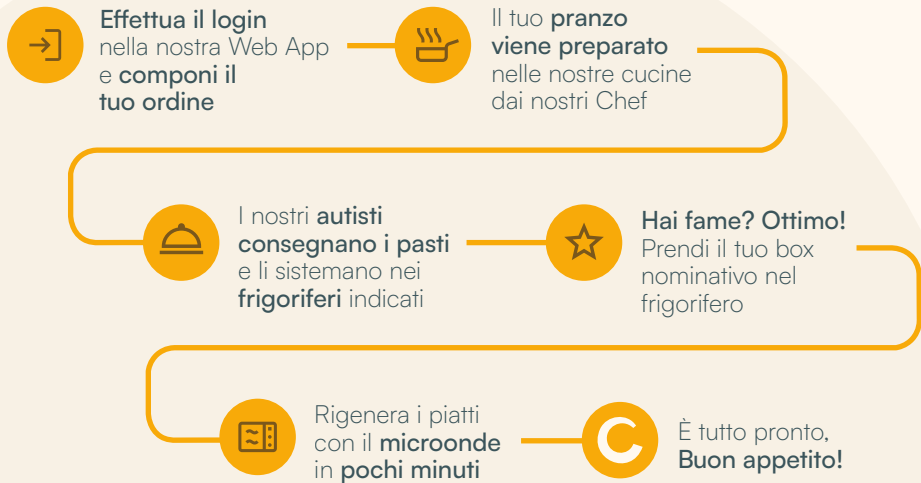 Effettua il login
nella nostra Web App
e componi il
tuo ordine
Il tuo pranzo
viene preparato
nelle nostre cucine
dai nostri Chef
I nostri autisti
consegnano i pasti
e li sistemano nei
frigoriferi indicati
Hai fame? Ottimo!
Prendi il tuo box
nominativo nel
frigorifero
Rigenera i piatti
con il microonde
in pochi minuti
C
È tutto pronto,
Buon appetito!